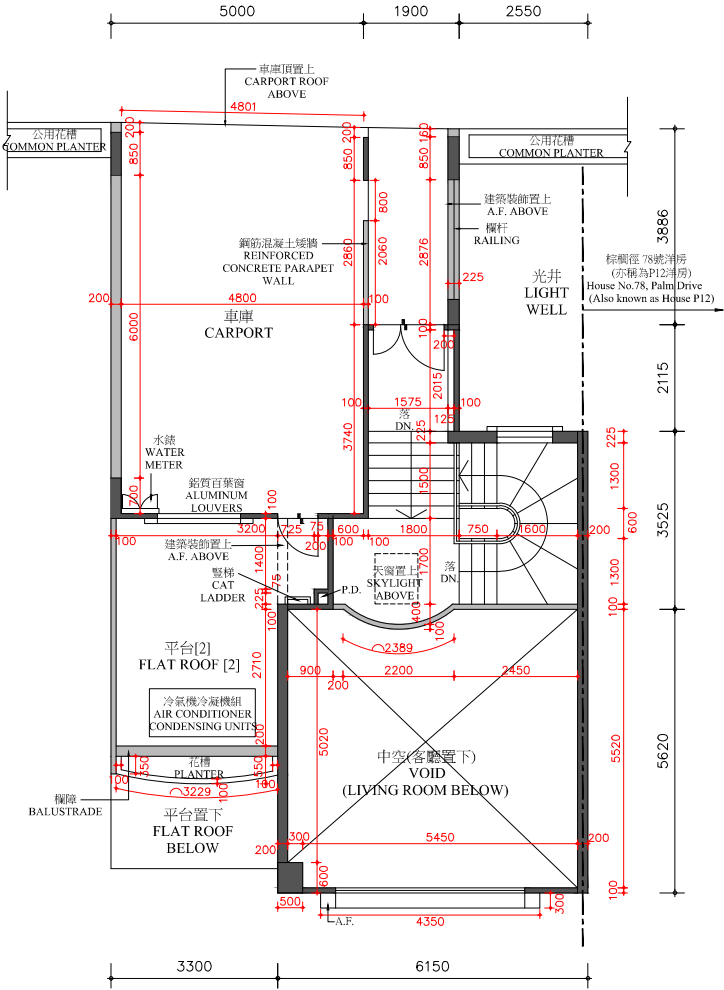 5000
1900
2550
車庫頂置上
CARPORT ROOF
ABOVE
4801
200
850
200
850
160
850
公用花槽
COMMON PLANTER
公用花槽
COMMON PLANTER
建築裝飾置上
A.F. ABOVE
欄杆
RAILING
800
2060
2860
2876
3886
鋼筋混凝土矮牆
REINFORCED
CONCRETE PARAPET
WALL
棕櫚徑 78號洋房
(亦稱為P12洋房)
House No.78, Palm Drive
(Also known as House P12)
光井
LIGHT
WELL
225
200
4800
100
車庫
CARPORT
6000
100
200
2015
2115
100
1575
100
125
落
DN.
225
3740
水錶
WATER
METER
鋁質百葉窗
ALUMINUM
LOUVERS
700
100
1500
225
1300
600
3525
100
3200
725
75
200
600
100
100
1800
750
1600
200
建築裝飾置上
A.F. ABOVE
1400
75
225
100
豎梯
CAT
LADDER
P.D.
天窗置上
SKYLIGHT
ABOVE
1700
400
100
落
DN.
1300
100
平台[2]
FLAT ROOF [2]
2710
2389
900
200
2200
2450
冷氣機冷凝機組
AIR CONDITIONER
CONDENSING UNITS
200
5020
5520
5620
花槽
PLANTER
350
550
100
100
100
3229
中空(客廳置下)
VOID
(LIVING ROOM BELOW)
欄障
BALUSTRADE
平台置下
FLAT ROOF
BELOW
200
300
5450
200
600
500
100
300
4350
A.F.
3300
6150